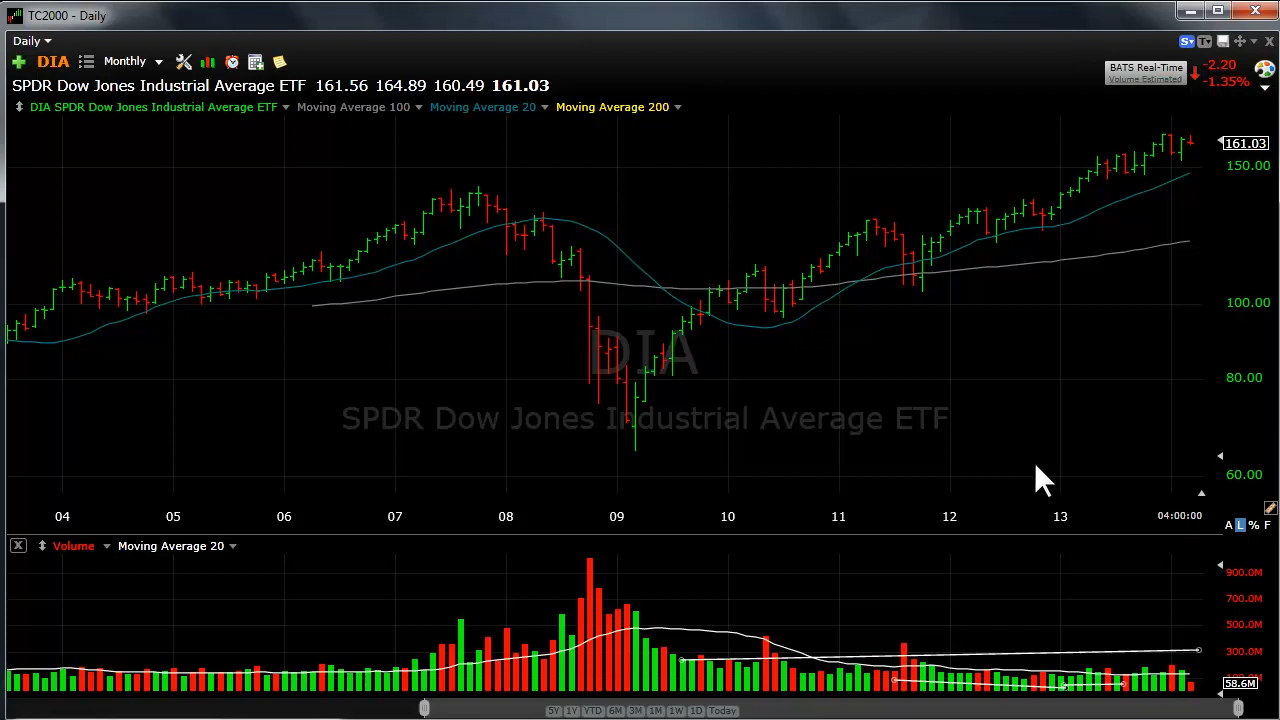 TC2000 - Daily
Daily
DIA Monthly
SPDR Dow Jones Industrial Average ETF 161.56 164.89 160.49 161.03
BATS Real-Time
Volume Estimated
-2.20
-1.35%
DIA SPDR Dow Jones Industrial Average ETF Moving Average 100 Moving Average 20 Moving Average 200
161.03
150.00
100.00
80.00
60.00
DIA
SPDR Dow Jones Industrial Average ETF
04 05 06 07 08 09 10 11 12 13 04:00:00
A L % F
Volume Moving Average 20
900.0M
700.0M
500.0M
300.0M
58.6M
5Y 1Y YTD 6M 3M 1M 1W 1D Today